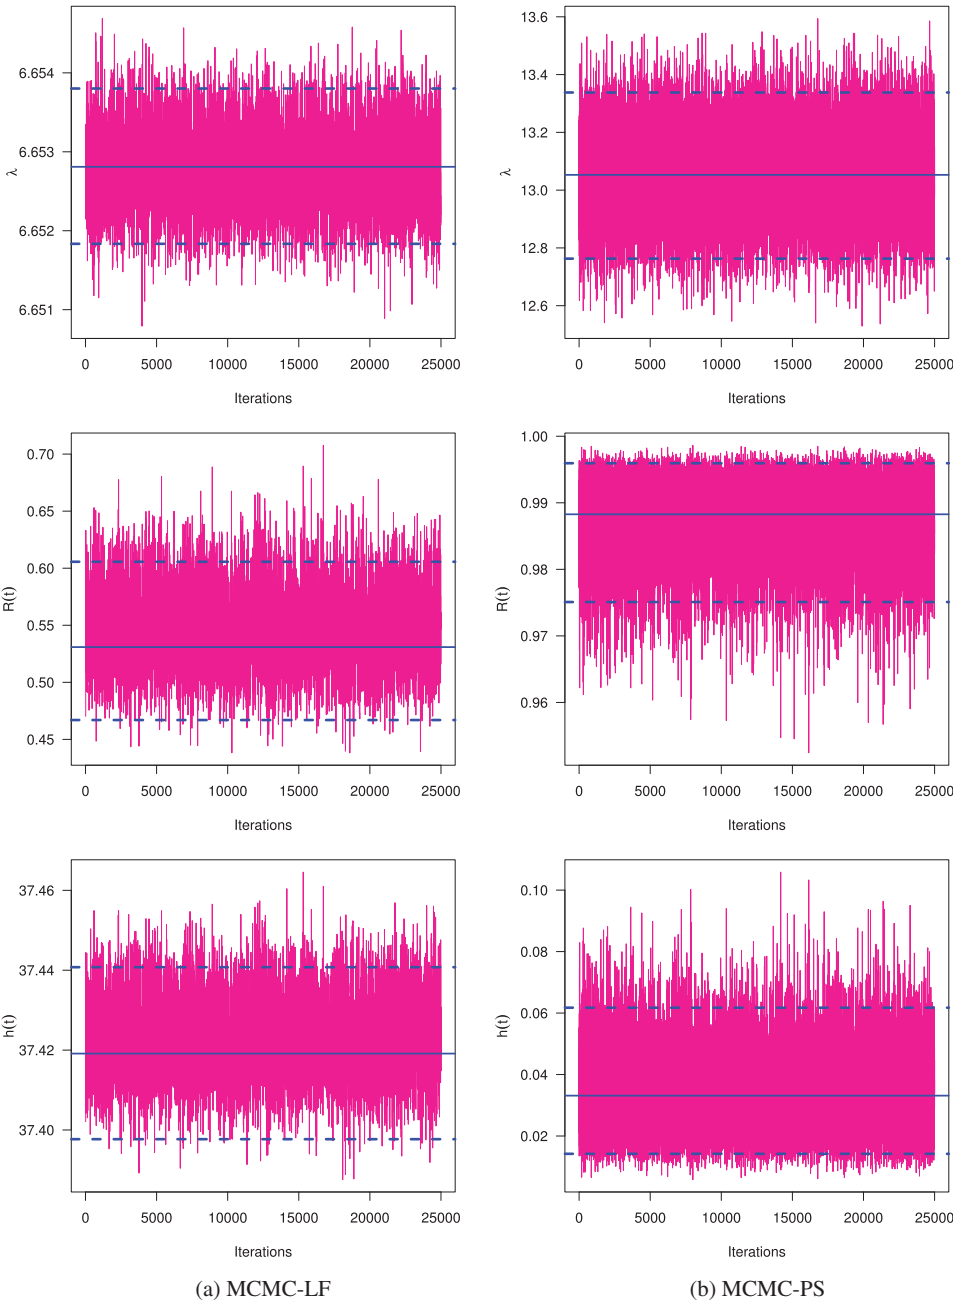 6.654
6.653
6.652
6.651
λ
0 5000 10000 15000 20000 25000
Iterations
13.6
13.4
13.2
13.0
12.8
12.6
λ
0 5000 10000 15000 20000 25000
Iterations
0.70
0.65
0.60
0.55
0.50
0.45
R(t)
0 5000 10000 15000 20000 25000
Iterations
1.00
0.99
0.98
0.97
0.96
R(t)
0 5000 10000 15000 20000 25000
Iterations
37.46
37.44
37.42
37.40
h(t)
0 5000 10000 15000 20000 25000
Iterations
0.10
0.08
0.06
0.04
0.02
h(t)
0 5000 10000 15000 20000 25000
Iterations
(a) MCMC-LF
(b) MCMC-PS